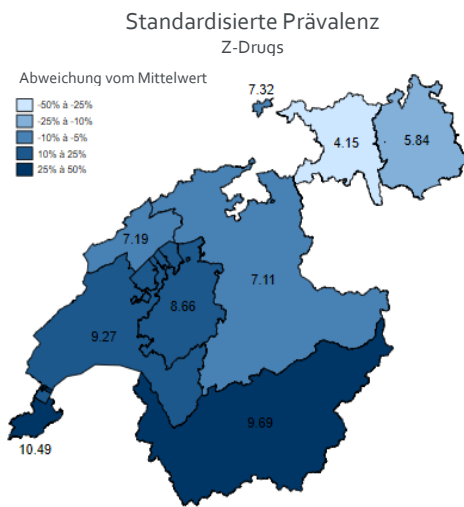 Standardisierte Prävalenz
Z-Drugs
Abweichung vom Mittelwert
-50% à -25%
-25% à -10%
-10% à -5%
10% à 25%
25% à 50%
7.32
4.15
5.84
7.19
7.11
8.66
9.27
9.69
10.49